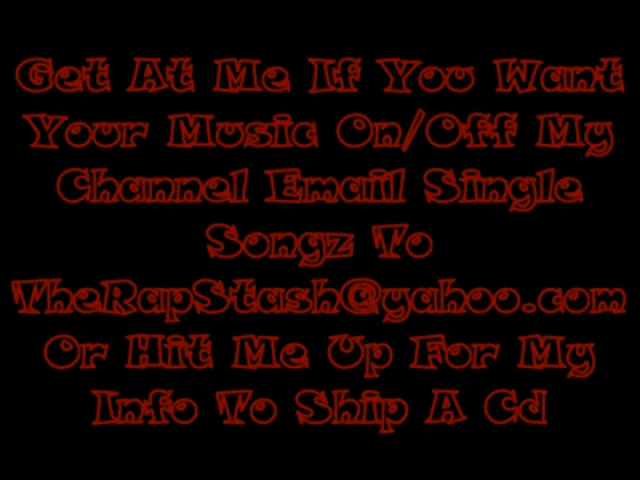 Get At Me If You Want
Your Music On/Off My
Channel Email Single
Songz To
TheRapStash@yahoo.com
Or Hit Me Up For My
Info To Ship A Cd